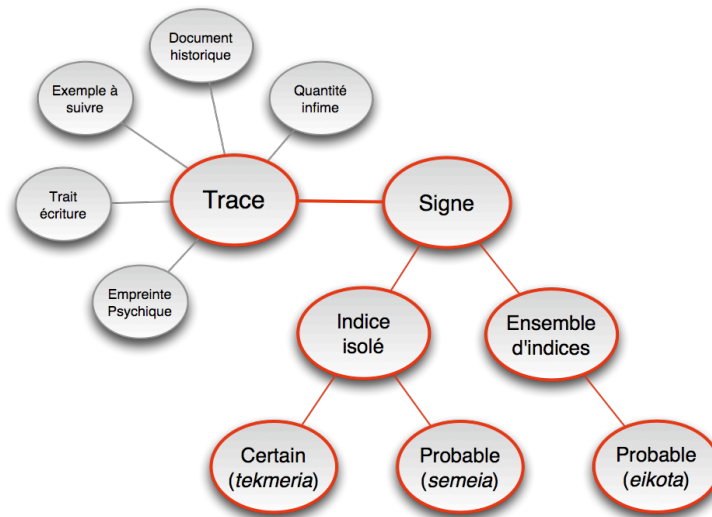 Document
historique
Exemple à
suivre
Quantité
infime
Trait
écriture
Trace
Signe
Empreinte
Psychique
Indice
isolé
Ensemble
d'indices
Certain
(tekmeria)
Probable
(semeia)
Probable
(eikota)